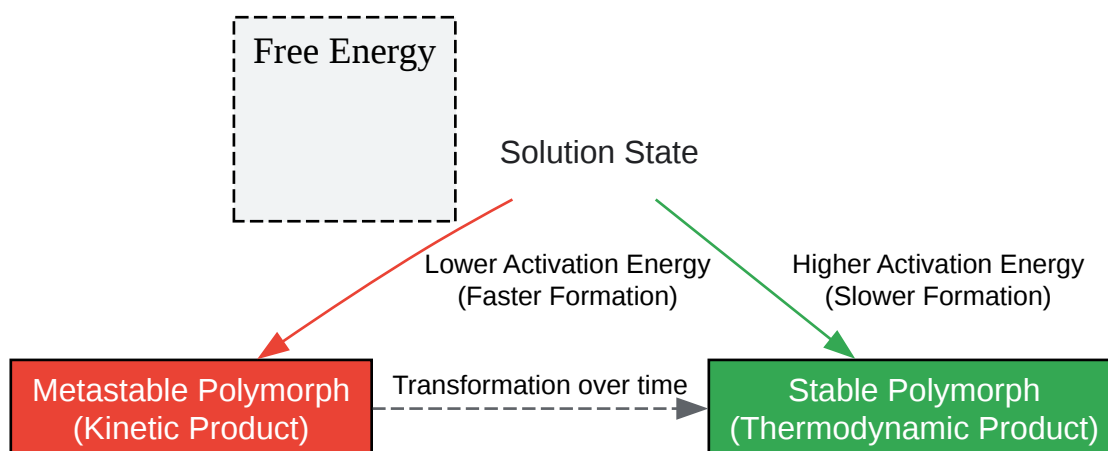 Free Energy
Solution State
Lower Activation Energy
(Faster Formation)
Higher Activation Energy
(Slower Formation)
Metastable Polymorph
(Kinetic Product)
Transformation over time
Stable Polymorph
(Thermodynamic Product)